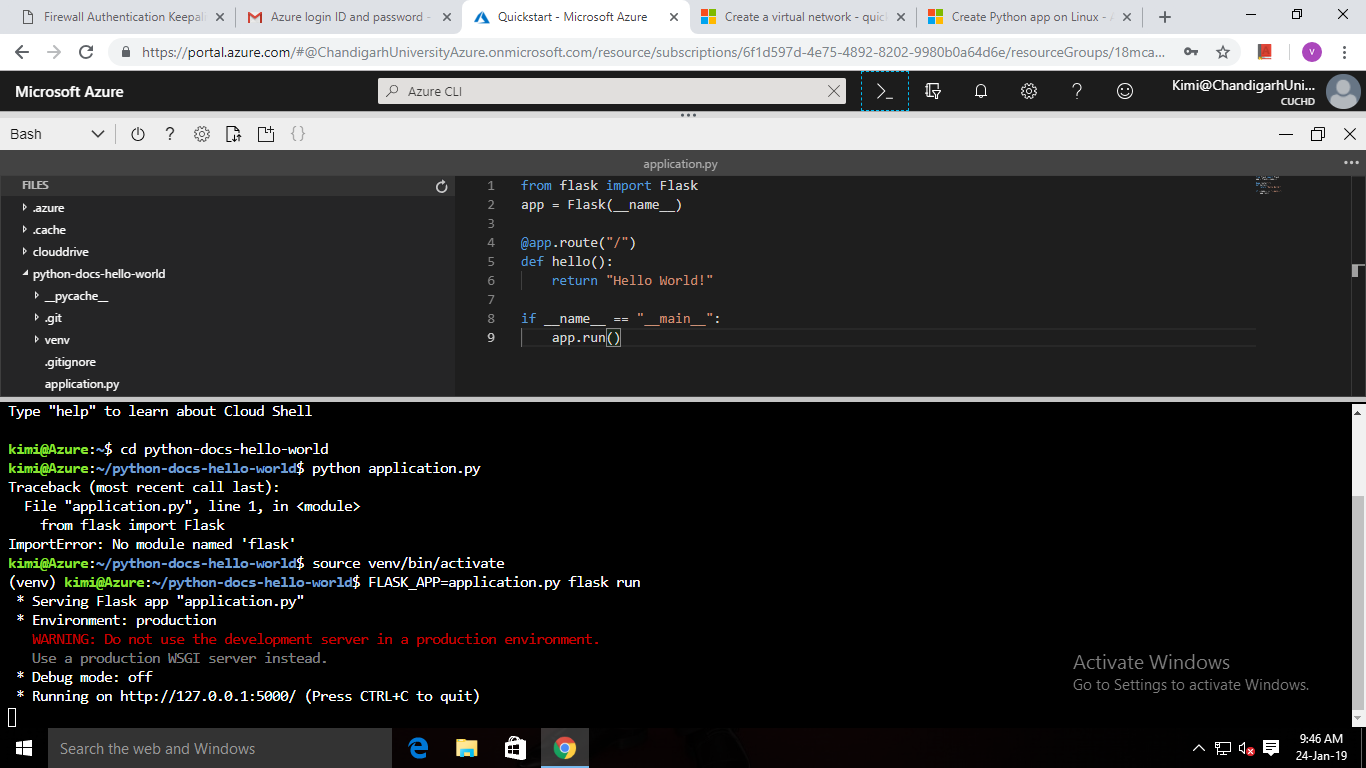 Firewall Authentication Keepali
Azure login ID and password -
Quickstart - Microsoft Azure
Create a virtual network - quic
Create Python app on Linux - A
https://portal.azure.com/#@ChandigarhUniversityAzure.onmicrosoft.com/resource/subscriptions/6f1d597d-4e75-4892-8202-9980b0a64d6e/resourceGroups/18mca...
V
Microsoft Azure
Azure CLI
Kimi@ChandigarhUni...
CUCHD
Bash
application.py
FILES
.azure
.cache
clouddrive
python-docs-hello-world
__pycache__
.git
venv
.gitignore
application.py
1 from flask import Flask
2 app = Flask(__name__)
3
4 @app.route("/")
5 def hello():
6 return "Hello World!"
7
8 if __name__ == "__main__":
9 app.run()
Type "help" to learn about Cloud Shell
kimi@Azure:~$ cd python-docs-hello-world
kimi@Azure:~/python-docs-hello-world$ python application.py
Traceback (most recent call last):
File "application.py", line 1, in <module>
from flask import Flask
ImportError: No module named 'flask'
kimi@Azure:~/python-docs-hello-world$ source venv/bin/activate
(venv) kimi@Azure:~/python-docs-hello-world$ FLASK_APP=application.py flask run
* Serving Flask app "application.py"
* Environment: production
WARNING: Do not use the development server in a production environment.
Use a production WSGI server instead.
* Debug mode: off
* Running on http://127.0.0.1:5000/ (Press CTRL+C to quit)
Activate Windows
Go to Settings to activate Windows.
Search the web and Windows
9:46 AM
24-Jan-19